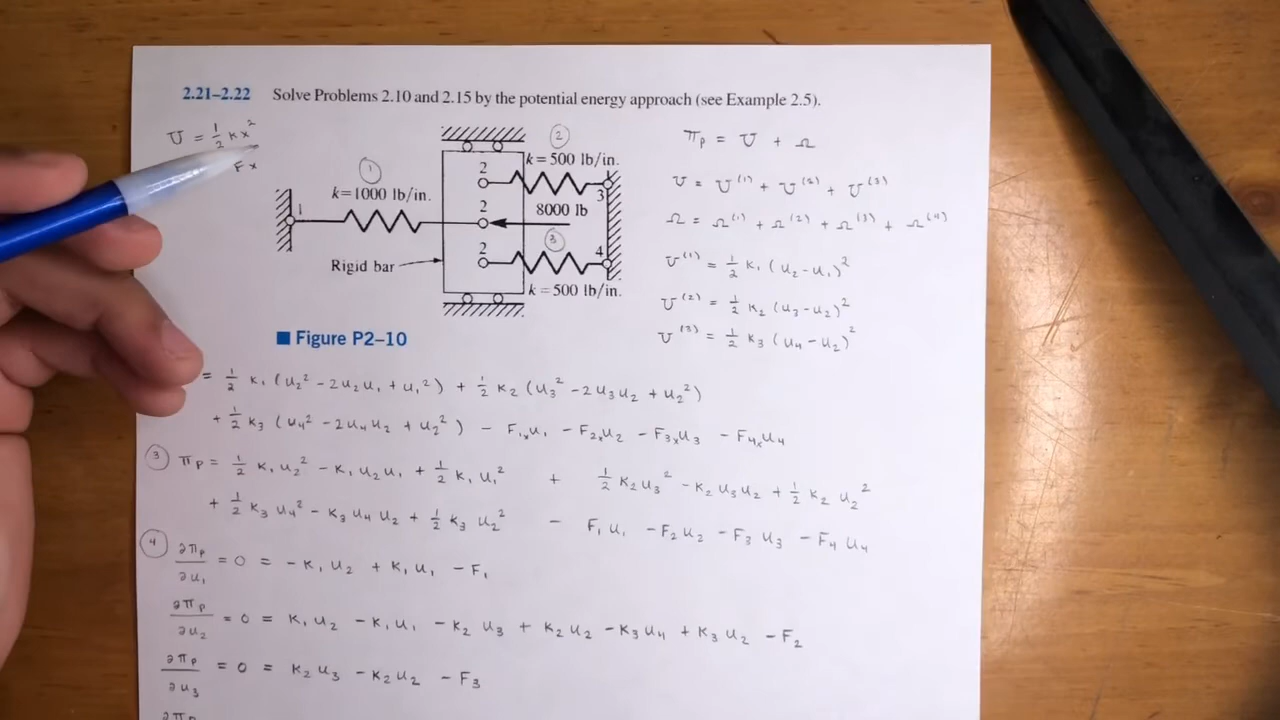 2.21–2.22 Solve Problems 2.10 and 2.15 by the potential energy approach (see Example 2.5).
U = 1/2 kx²
Fx
①
k = 1000 lb/in.
1
Rigid bar
②
2
k = 500 lb/in.
3
2
8000 lb
③
2
4
k = 500 lb/in.
■ Figure P2–10
πp = U + Ω
U = U⁽¹⁾ + U⁽²⁾ + U⁽³⁾
Ω = Ω⁽¹⁾ + Ω⁽²⁾ + Ω⁽³⁾ + Ω⁽⁴⁾
U⁽¹⁾ = 1/2 K₁ (u₂ - u₁)²
U⁽²⁾ = 1/2 K₂ (u₃ - u₂)²
U⁽³⁾ = 1/2 K₃ (u₄ - u₂)²
= 1/2 K₁ (u₂² - 2u₂u₁ + u₁²) + 1/2 K₂ (u₃² - 2u₃u₂ + u₂²)
+ 1/2 K₃ (u₄² - 2u₄u₂ + u₂²) - F₁ₓu₁ - F₂ₓu₂ - F₃ₓu₃ - F₄ₓu₄
③ πp = 1/2 K₁u₂² - K₁u₂u₁ + 1/2 K₁u₁² + 1/2 K₂u₃² - K₂u₃u₂ + 1/2 K₂u₂²
+ 1/2 K₃u₄² - K₃u₄u₂ + 1/2 K₃u₂² - F₁u₁ - F₂u₂ - F₃u₃ - F₄u₄
④ ∂πp/∂u₁ = 0 = -K₁u₂ + K₁u₁ - F₁
∂πp/∂u₂ = 0 = K₁u₂ - K₁u₁ - K₂u₃ + K₂u₂ - K₃u₄ + K₃u₂ - F₂
∂πp/∂u₃ = 0 = K₂u₃ - K₂u₂ - F₃
∂πp